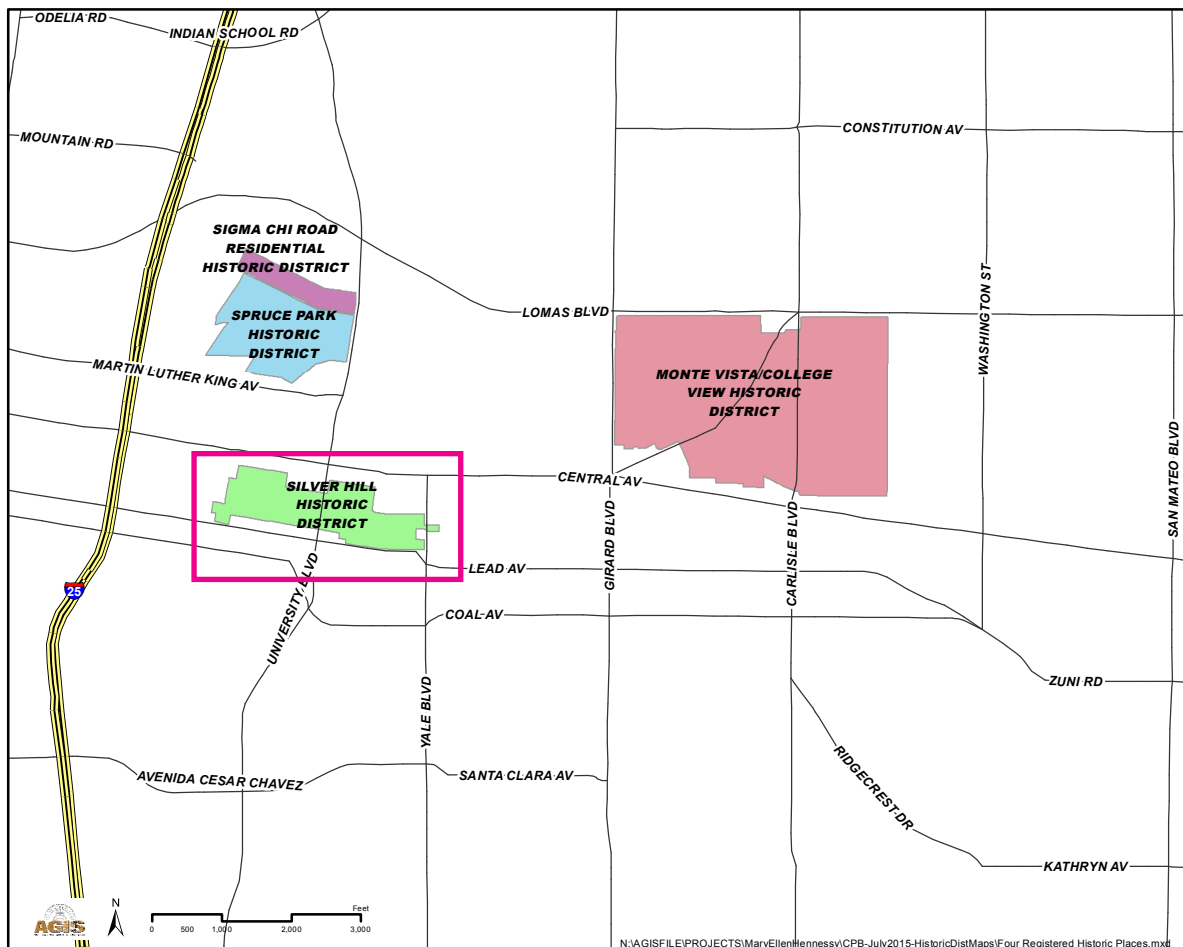 ODELIA RD
INDIAN SCHOOL RD
MOUNTAIN RD
CONSTITUTION AV
SIGMA CHI ROAD
RESIDENTIAL
HISTORIC DISTRICT
SPRUCE PARK
HISTORIC
DISTRICT
LOMAS BLVD
WASHINGTON ST
MARTIN LUTHER KING AV
MONTE VISTA/COLLEGE
VIEW HISTORIC
DISTRICT
SAN MATEO BLVD
SILVER HILL
HISTORIC
DISTRICT
CENTRAL AV
GIRARD BLVD
CARLISLE BLVD
LEAD AV
25
UNIVERSITY BLVD
COAL AV
YALE BLVD
ZUNI RD
AVENIDA CESAR CHAVEZ
SANTA CLARA AV
RIDGECREST DR
KATHRYN AV
AGIS
N
Feet
0 500 1,000 2,000 3,000
N:\AGISFILE\PROJECTS\MaryEllenHennessy\CPB-July2015-HistoricDistMaps\Four Registered Historic Places.mxd